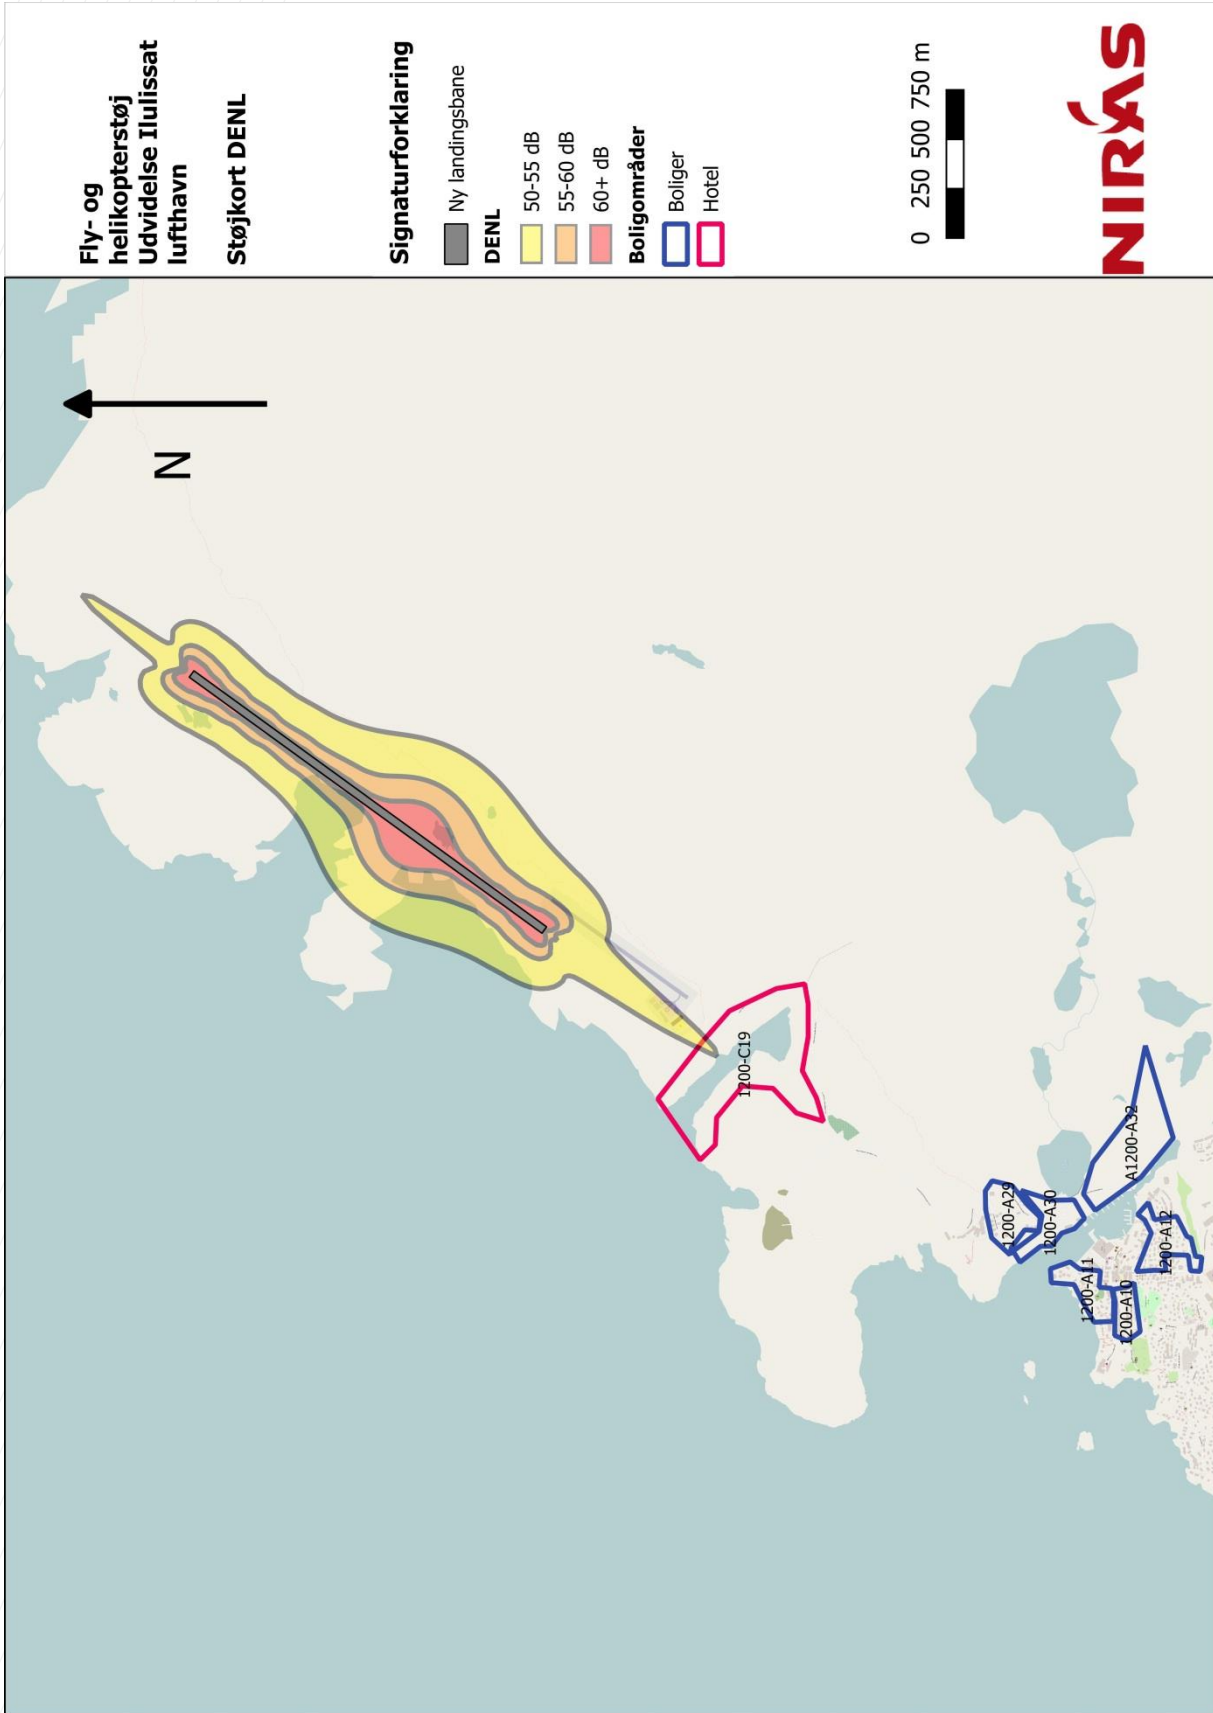 Fly- og
helikopterstøj
Udvidelse Ilulissat
lufthavn
Støjkort DENL
Signaturforklaring
Ny landingsbane
DENL
50-55 dB
55-60 dB
60+ dB
Boligområder
Boliger
Hotel
0 250 500 750 m
NIRAS
N
1200-C19
1200-A29
1200-A30
A1200-A32
1200-A11
1200-A10
1200-A12